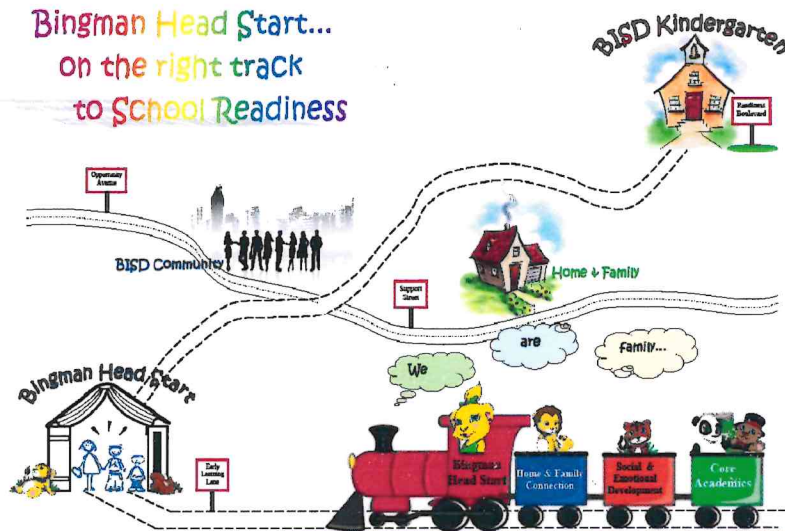 Bingman Head Start...
on the right track
to School Readiness
BISD Kindergarten
Readiness
Boulevard
Opportunity
Avenue
BISD Community
Home & Family
Support
Street
We
are
family...
Bingman Head Start
Early
Learning
Lane
Bingman
Head Start
Home & Family
Connection
Social &
Emotional
Development
Core
Academics